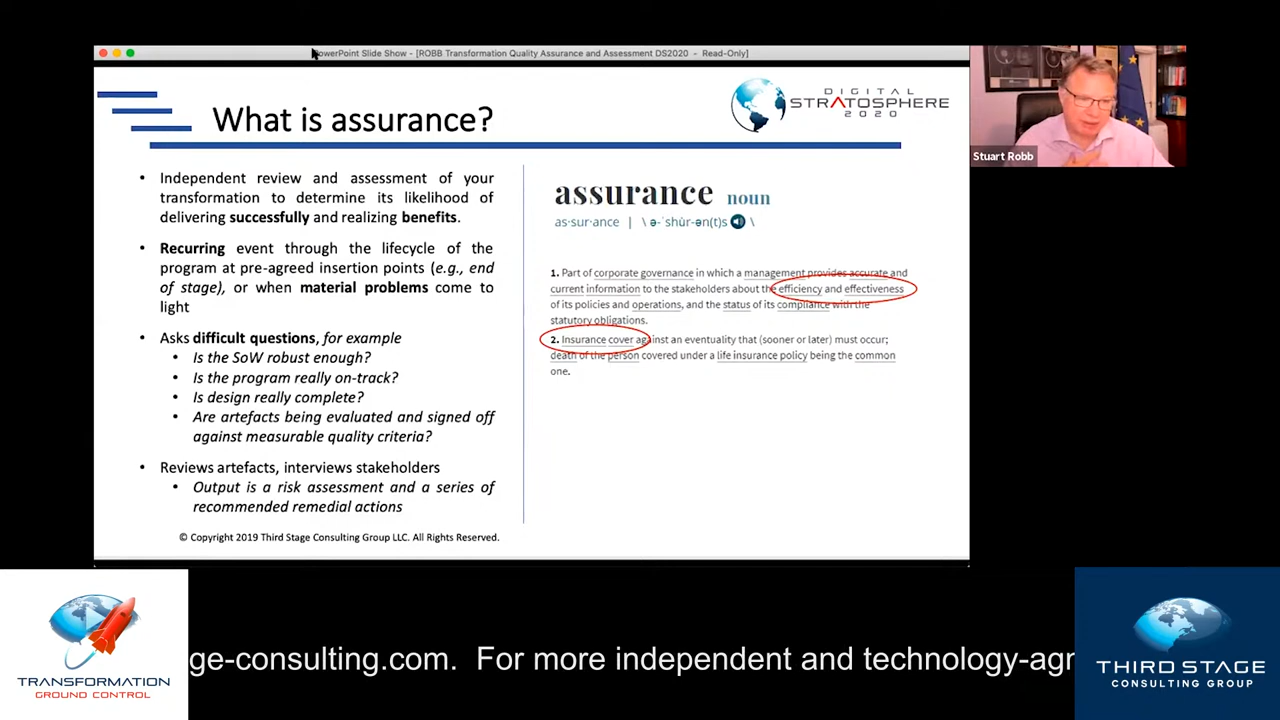 PowerPoint Slide Show - [ROBB Transformation Quality Assurance and Assessment DS2020 - Read-Only]
What is assurance?
DIGITAL
STRATOSPHERE
2020
• Independent review and assessment of your
transformation to determine its likelihood of
delivering successfully and realizing benefits.
• Recurring event through the lifecycle of the
program at pre-agreed insertion points (e.g., end
of stage), or when material problems come to
light
• Asks difficult questions, for example
• Is the SoW robust enough?
• Is the program really on-track?
• Is design really complete?
• Are artefacts being evaluated and signed off
against measurable quality criteria?
• Reviews artefacts, interviews stakeholders
• Output is a risk assessment and a series of
recommended remedial actions
© Copyright 2019 Third Stage Consulting Group LLC. All Rights Reserved.
assurance noun
as·sur·ance | \ ə-ˈshu̇r-ən(t)s \
1. Part of corporate governance in which a management provides accurate and
current information to the stakeholders about the efficiency and effectiveness
of its policies and operations, and the status of its compliance with the
statutory obligations.
2. Insurance cover against an eventuality that (sooner or later) must occur;
death of the person covered under a life insurance policy being the common
one.
Stuart Robb
TRANSFORMATION
GROUND CONTROL
ge-consulting.com. For more independent and technology-agr
THIRD STAGE
CONSULTING GROUP